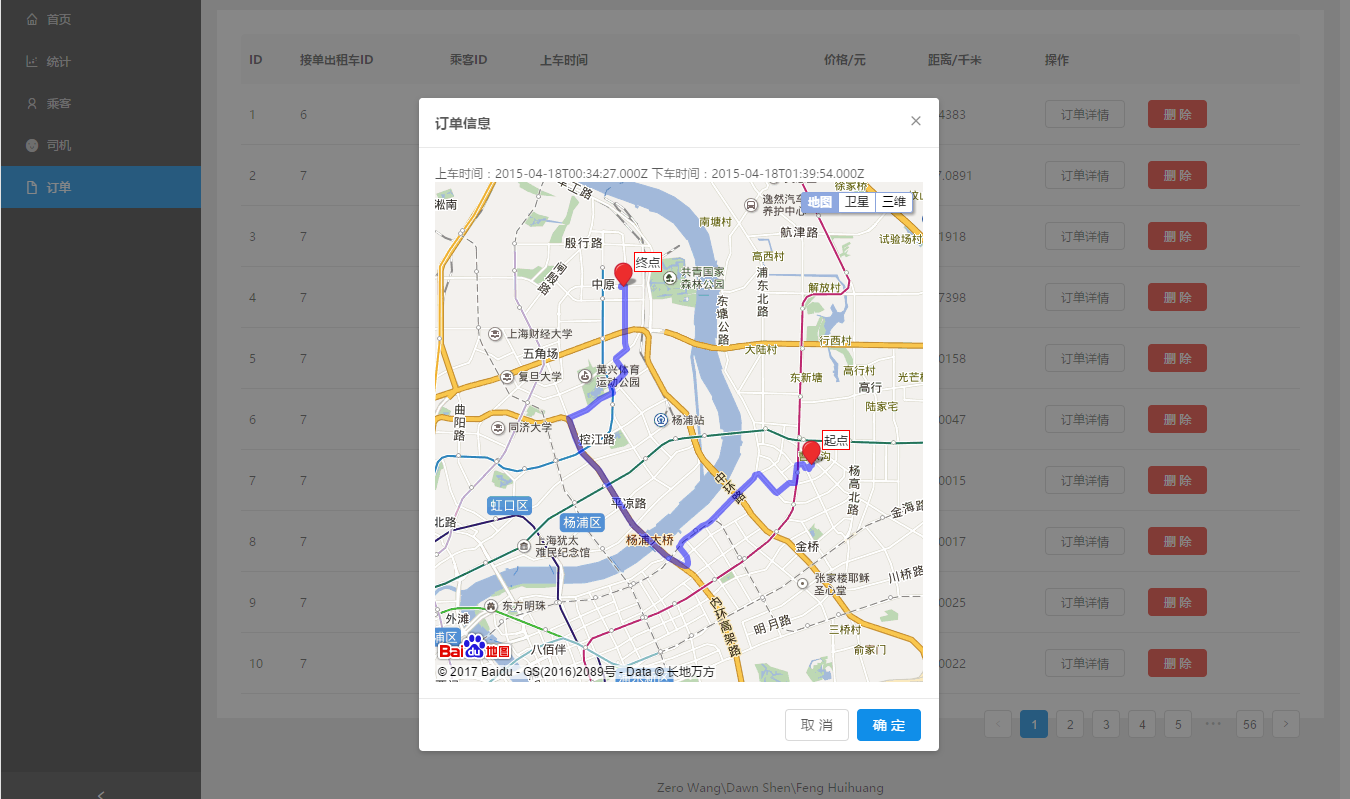 首页
统计
乘客
司机
订单
ID 接单出租车ID 乘客ID 上车时间 价格/元 距离/千米 操作
1 6 4383 订单详情 删 除
2 7 7.0891 订单详情 删 除
3 7 1918 订单详情 删 除
4 7 7398 订单详情 删 除
5 7 0158 订单详情 删 除
6 7 0047 订单详情 删 除
7 7 0015 订单详情 删 除
8 7 0017 订单详情 删 除
9 7 0025 订单详情 删 除
10 7 0022 订单详情 删 除
1 2 3 4 5 ••• 56
Zero Wang\Dawn Shen\Feng Huihuang
订单信息
上车时间：2015-04-18T00:34:27.000Z 下车时间：2015-04-18T01:39:54.000Z
地图 卫星 三维
徐家桥
军工路
淞南
逸然汽车
养护中心
南塘村
航津路
试验场村
殷行路
高西村
闸殷路
终点
中原
共青国家
森林公园
浦东北路
解放村
东塘公路
上海财经大学
五角场
行西村
大陆村
复旦大学
黄兴体育
运动公园
东新塘
高行村
高行
光芒村
陆家宅
曲阳路
同济大学
杨浦站
控江路
起点
杨高北路
中环路
虹口区
平凉路
金海路
北路
杨浦区
上海犹太
难民纪念馆
杨浦大桥
金桥
张家楼耶稣
圣心堂
川桥路
东方明珠
外滩
内环高架路
明月路
三桥村
浦区
八佰伴
俞家门
Bai du 地图
© 2017 Baidu - GS(2016)2089号 - Data © 长地万方
取 消 确 定